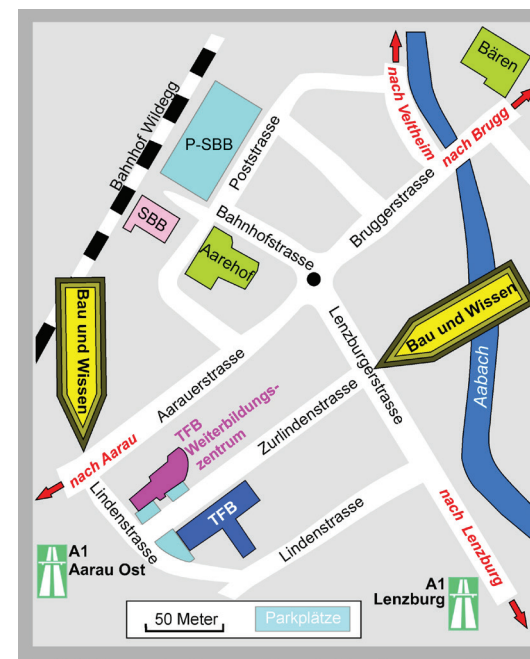 Bären
nach Veltheim
nach Brugg
Bahnhof Wildegg
P-SBB
Poststrasse
SBB
Bahnhofstrasse
Bruggerstrasse
Aarehof
Bau und Wissen
Bau und Wissen
Aabach
Lenzburgerstrasse
Aarauerstrasse
TFB
Weiterbildungs-
zentrum
Zurlindenstrasse
nach Aarau
Lindenstrasse
TFB
Lindenstrasse
nach Lenzburg
A1
Aarau Ost
A1
Lenzburg
50 Meter
Parkplätze